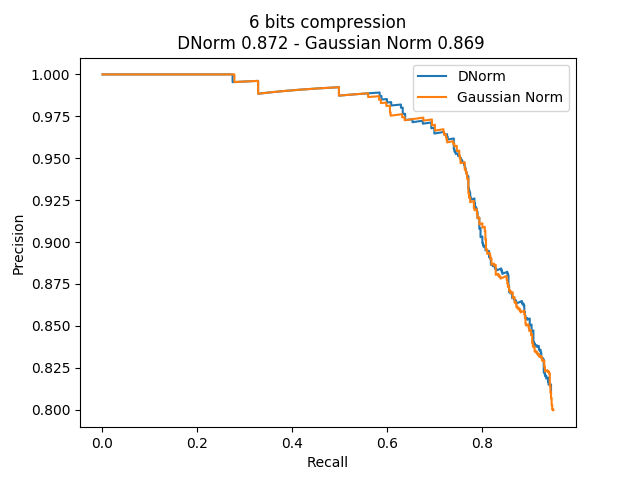 6 bits compression
DNorm 0.872 - Gaussian Norm 0.869
DNorm
Gaussian Norm
1.000
0.975
0.950
0.925
0.900
0.875
0.850
0.825
0.800
Precision
0.0 0.2 0.4 0.6 0.8
Recall